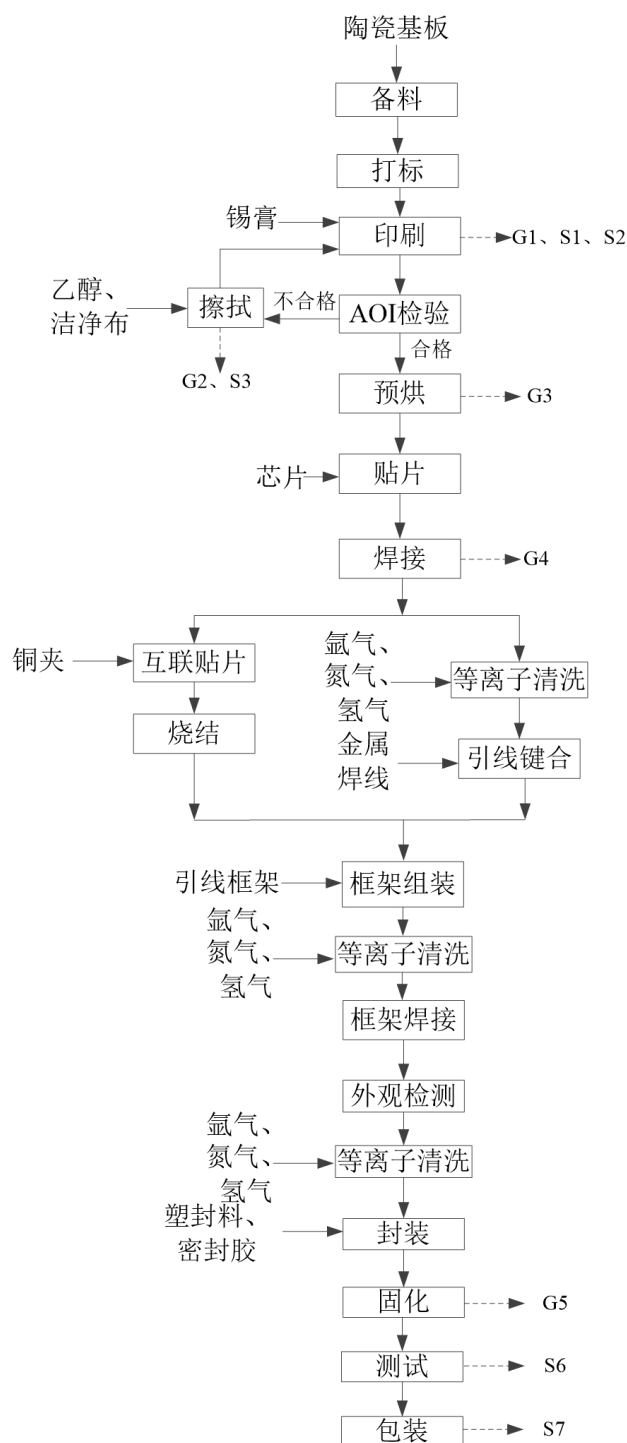 陶瓷基板
备料
打标
锡膏
印刷
G1、S1、S2
乙醇、
洁净布
擦拭
不合格
AOI检验
合格
G2、S3
预烘
G3
芯片
贴片
焊接
G4
铜夹
互联贴片
氩气、
氮气、
氢气
等离子清洗
烧结
金属
焊线
引线键合
引线框架
框架组装
氩气、
氮气、
氢气
等离子清洗
框架焊接
外观检测
氩气、
氮气、
氢气
等离子清洗
塑封料、
密封胶
封装
固化
G5
测试
S6
包装
S7